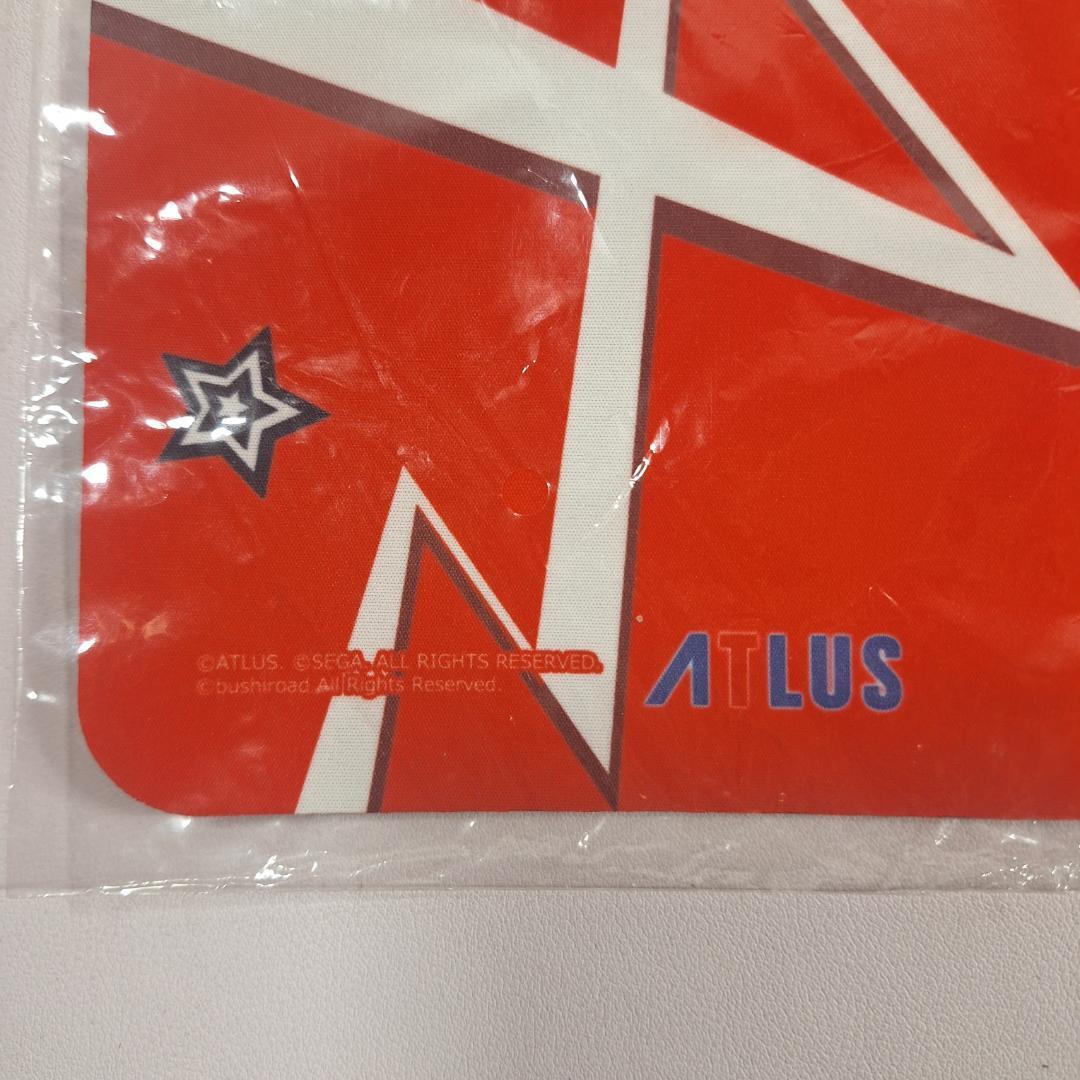 ©ATLUS. ©SEGA. ALL RIGHTS RESERVED.
©bushiroad All Rights Reserved.
ATLUS